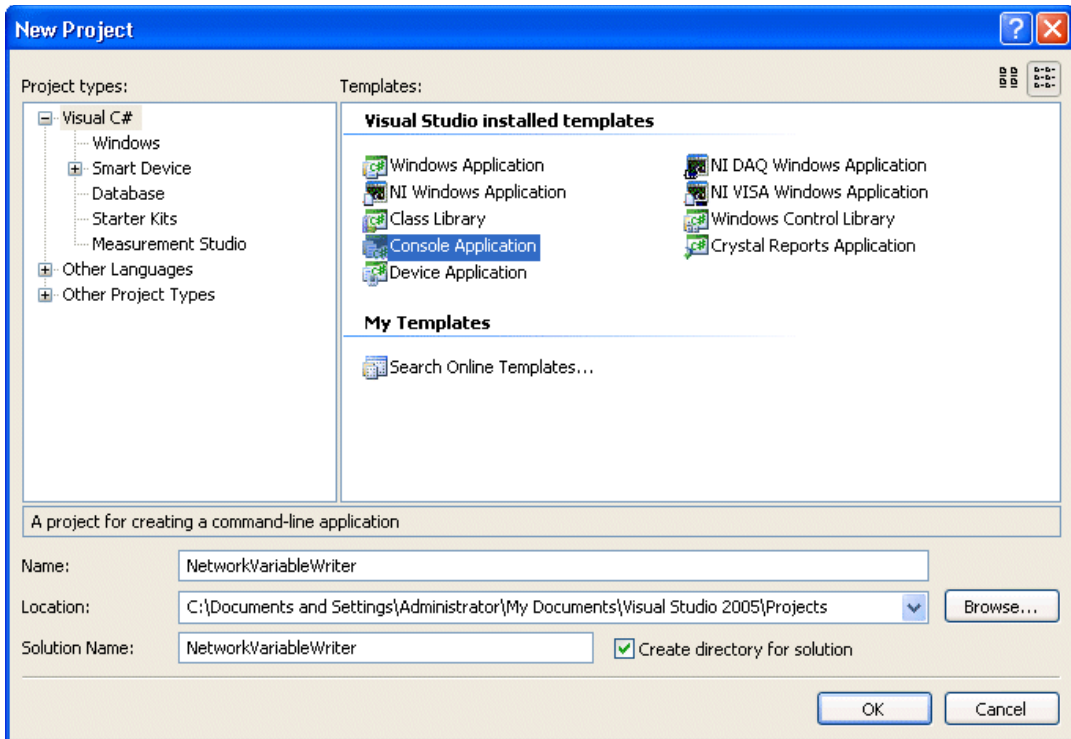 New Project
Project types:
Templates:
Visual C#
Windows
Smart Device
Database
Starter Kits
Measurement Studio
Other Languages
Other Project Types
Visual Studio installed templates
Windows Application
NI DAQ Windows Application
NI Windows Application
NI VISA Windows Application
Class Library
Windows Control Library
Console Application
Crystal Reports Application
Device Application
My Templates
Search Online Templates...
A project for creating a command-line application
Name: NetworkVariableWriter
Location: C:\Documents and Settings\Administrator\My Documents\Visual Studio 2005\Projects Browse...
Solution Name: NetworkVariableWriter Create directory for solution
OK Cancel